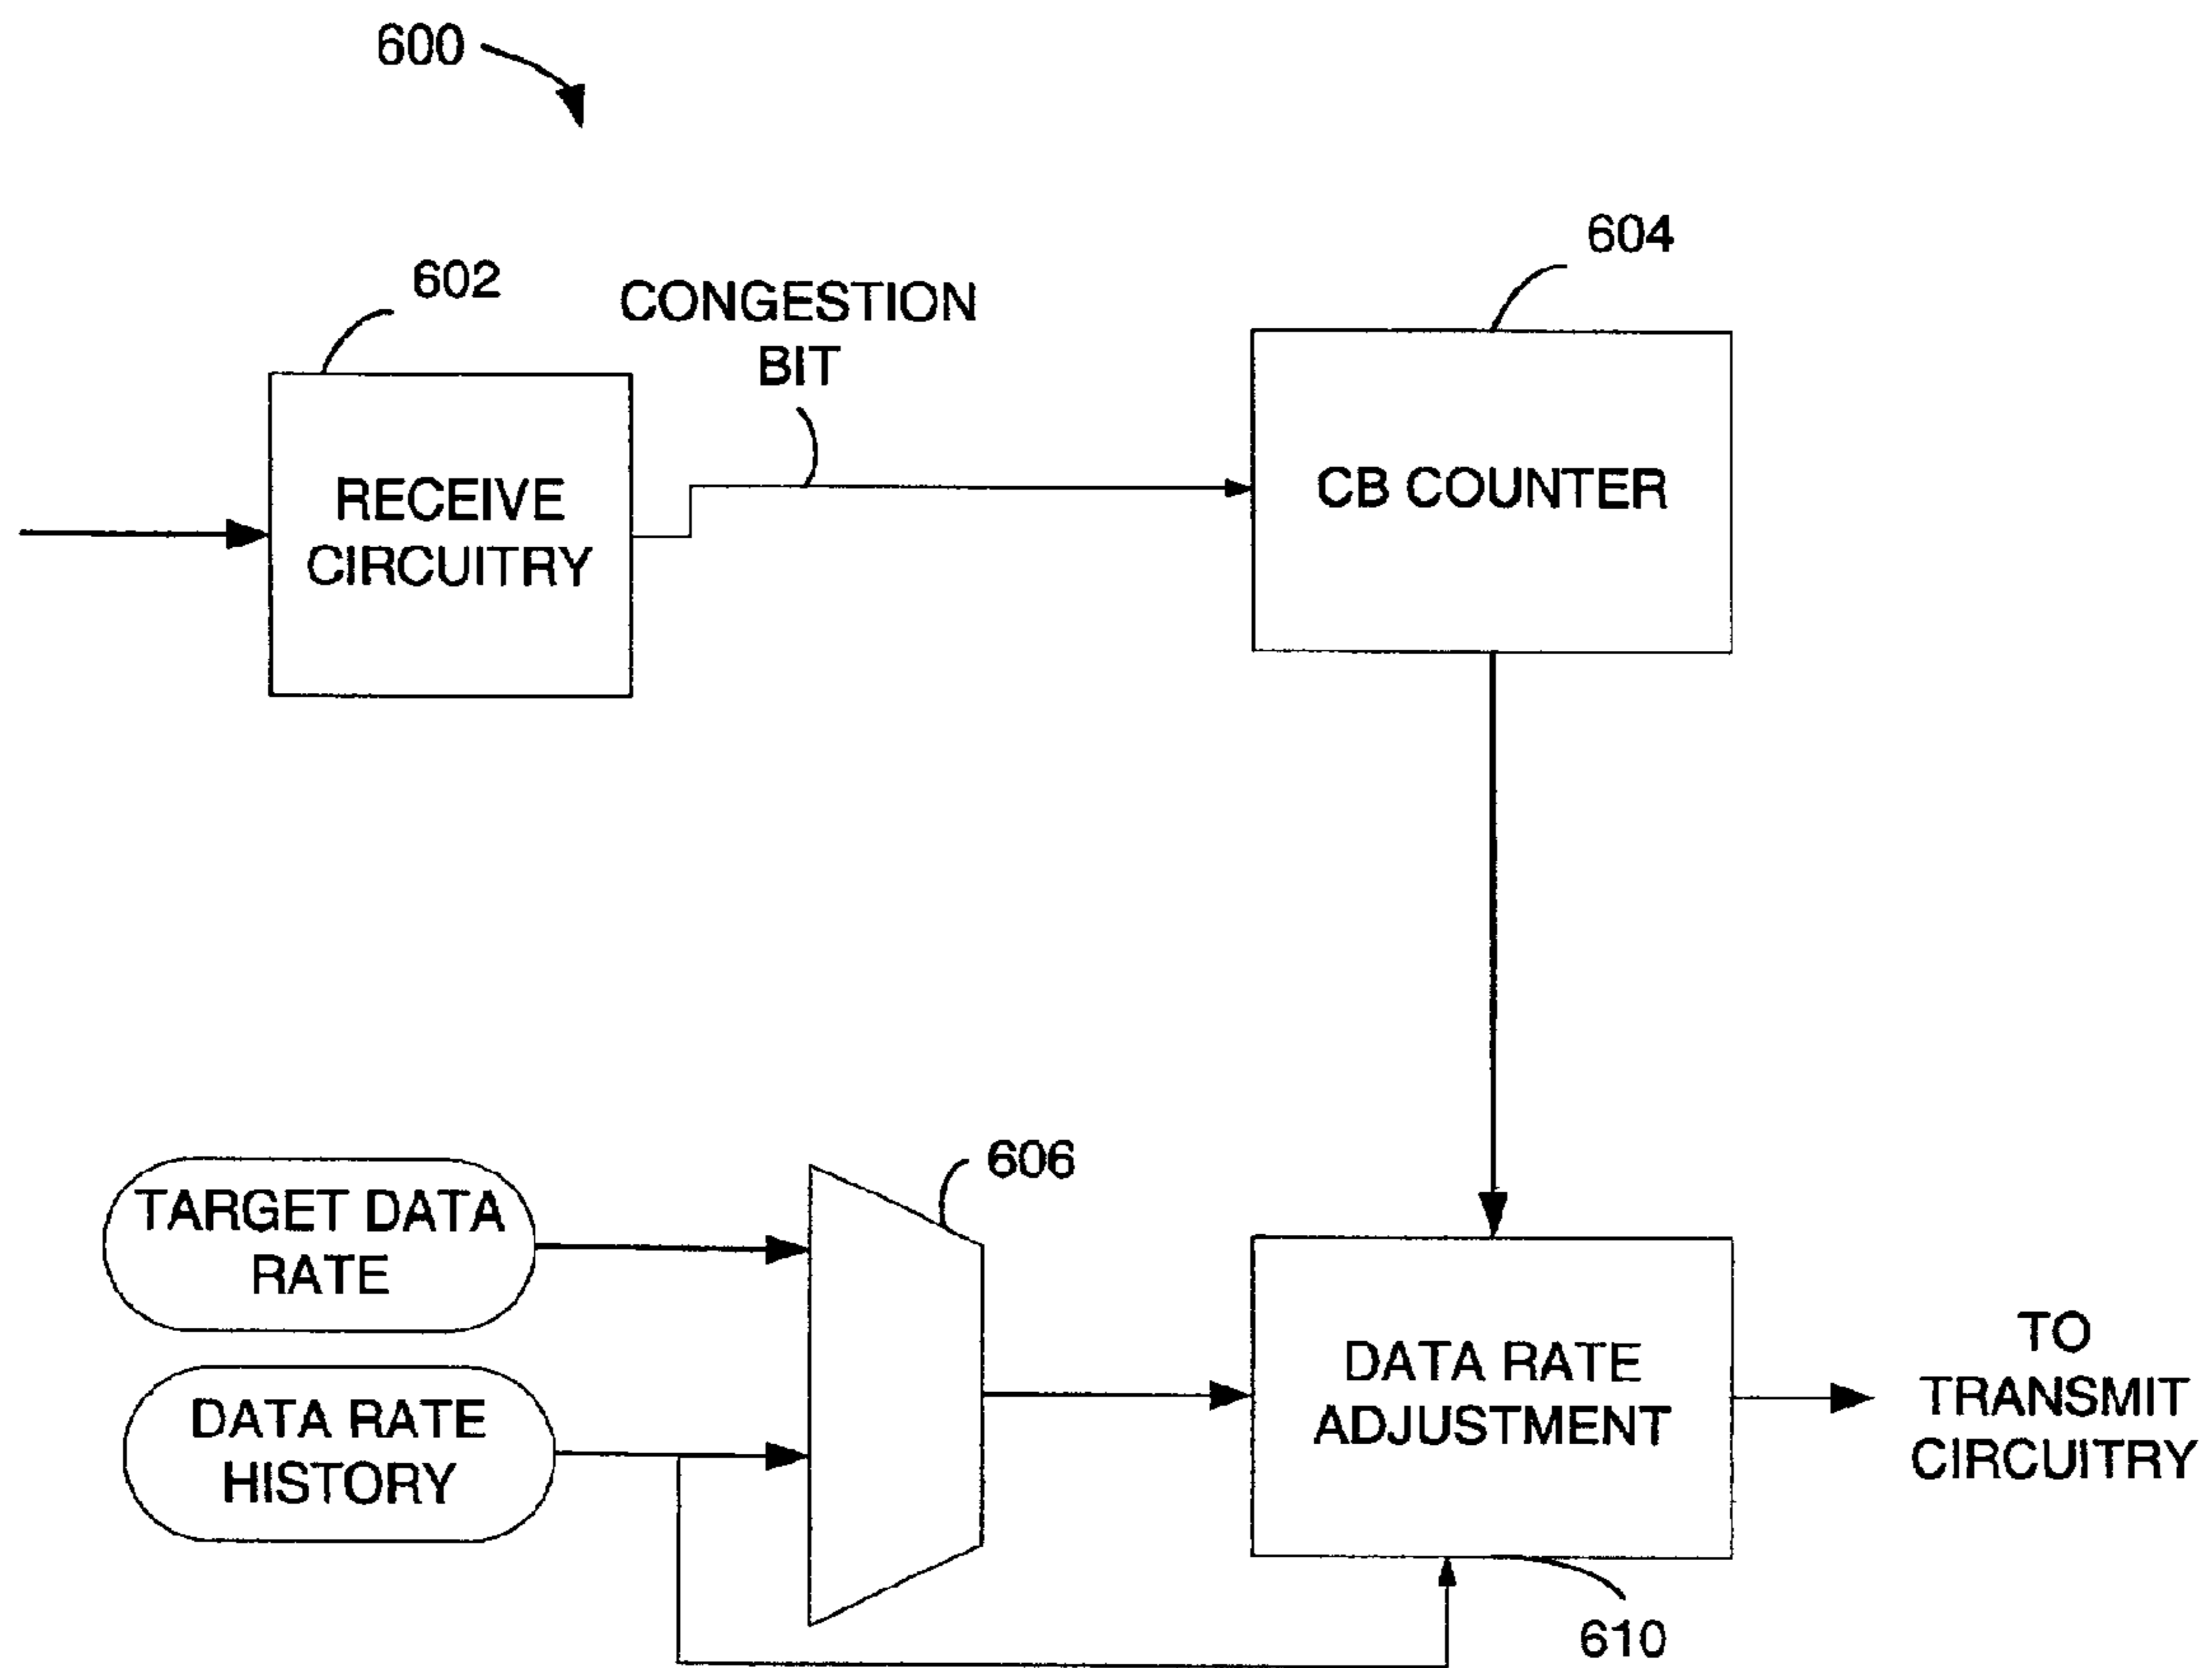 600
604
602
CONGESTION
BIT
RECEIVE
CIRCUITRY
CB COUNTER
606
TARGET DATA
RATE
DATA RATE
HISTORY
DATA RATE
ADJUSTMENT
TO
TRANSMIT
CIRCUITRY
610